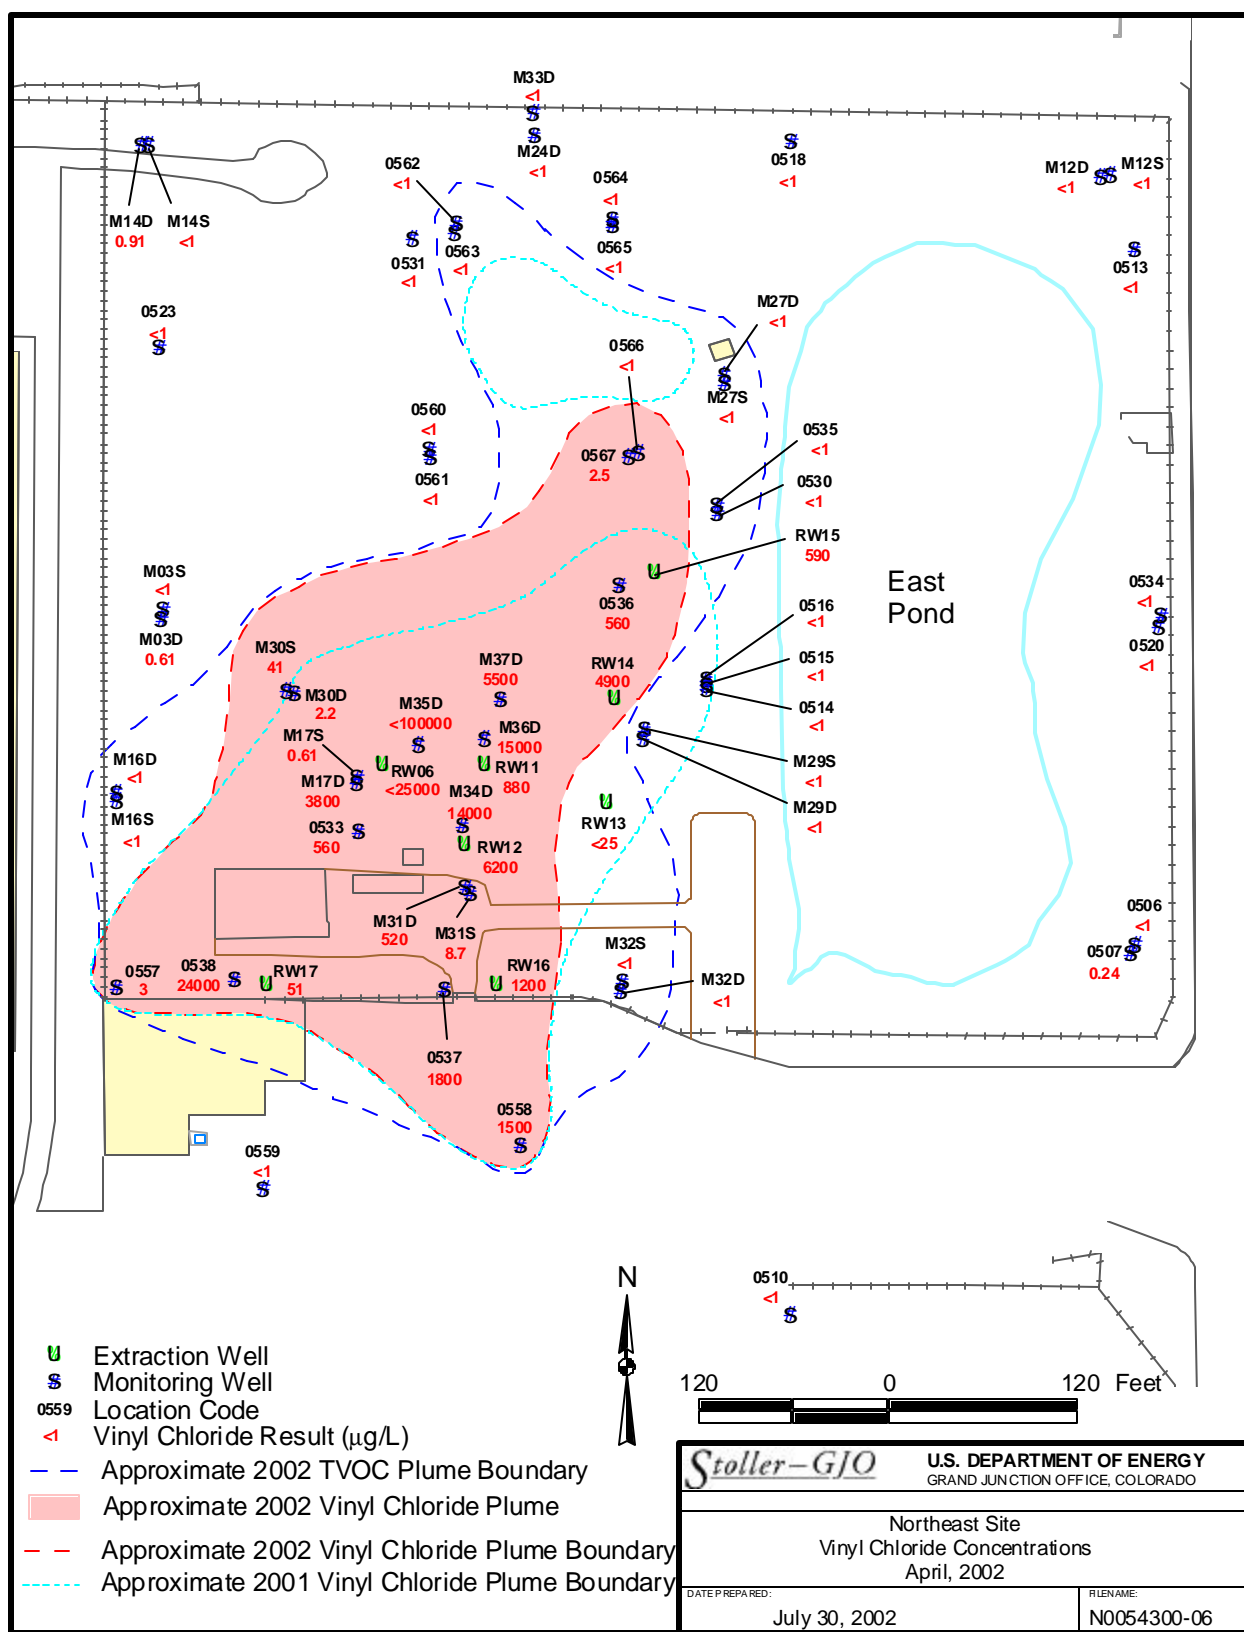 M33D
<1
M24D
<1
0518
<1
M12D
<1
M12S
<1
0562
<1
0564
<1
M14D
0.91
M14S
<1
0531
<1
0563
<1
0565
<1
0513
<1
0523
<1
M27D
<1
0566
<1
M27S
<1
0560
<1
0561
<1
0567
2.5
0535
<1
0530
<1
RW15
590
East
Pond
M03S
<1
M03D
0.61
0536
560
0516
<1
0534
<1
0520
<1
M30S
41
M30D
2.2
M37D
5500
RW14
4900
0515
<1
0514
<1
M35D
<100000
M36D
15000
M17S
0.61
M17D
3800
RW06
<25000
RW11
880
M29S
<1
M29D
<1
M16D
<1
M16S
<1
M34D
14000
0533
560
RW12
6200
RW13
<25
M31D
520
M31S
8.7
M32S
<1
M32D
<1
0506
<1
0507
0.24
0557
3
0538
24000
RW17
51
RW16
1200
0537
1800
0558
1500
0559
<1
0510
<1
N
120 0 120 Feet
Extraction Well
Monitoring Well
0559 Location Code
<1 Vinyl Chloride Result (µg/L)
Approximate 2002 TVOC Plume Boundary
Approximate 2002 Vinyl Chloride Plume
Approximate 2002 Vinyl Chloride Plume Boundary
Approximate 2001 Vinyl Chloride Plume Boundary
Stoller-GJO
U.S. DEPARTMENT OF ENERGY
GRAND JUNCTION OFFICE, COLORADO
Northeast Site
Vinyl Chloride Concentrations
April, 2002
DATE PREPARED:
July 30, 2002
FILENAME:
N0054300-06